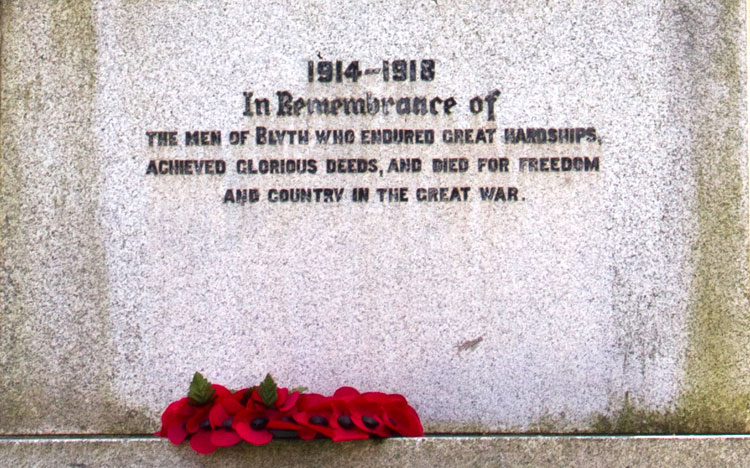 1914-1918
In Remembrance of
THE MEN OF BLYTH WHO ENDURED GREAT HARDSHIPS,
ACHIEVED GLORIOUS DEEDS, AND DIED FOR FREEDOM
AND COUNTRY IN THE GREAT WAR.